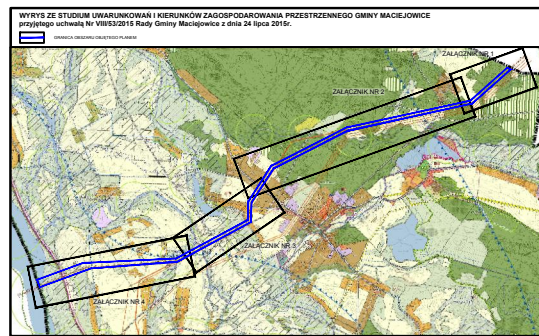 WYRYS ZE STUDIUM UWARUNKOWAŃ I KIERUNKÓW ZAGOSPODAROWANIA PRZESTRZENNEGO GMINY MACIEJOWICE
przyjętego uchwałą Nr VIII/53/2015 Rady Gminy Maciejowice z dnia 24 lipca 2015r.
GRANICA OBSZARU OBJĘTEGO PLANEM
ZAŁĄCZNIK NR 1
ZAŁĄCZNIK NR 2
ZAŁĄCZNIK NR 3
ZAŁĄCZNIK NR 4